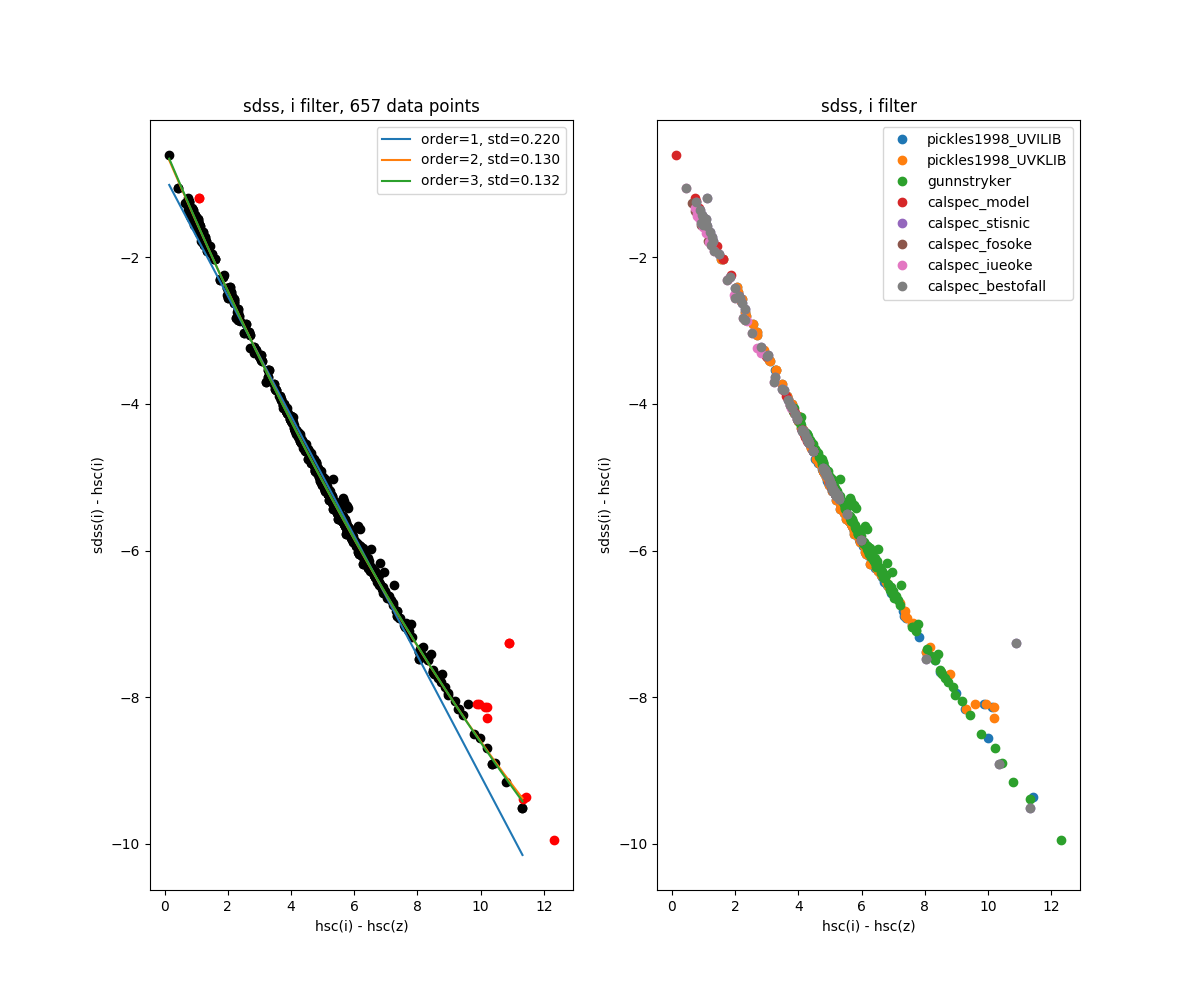 sdss, i filter, 657 data points
order=1, std=0.220
order=2, std=0.130
order=3, std=0.132
−2
−4
−6
−8
−10
sdss(i) - hsc(i)
0 2 4 6 8 10 12
hsc(i) - hsc(z)
sdss, i filter
pickles1998_UVILIB
pickles1998_UVKLIB
gunnstryker
calspec_model
calspec_stisnic
calspec_fosoke
calspec_iueoke
calspec_bestofall
−2
−4
−6
−8
−10
sdss(i) - hsc(i)
0 2 4 6 8 10 12
hsc(i) - hsc(z)